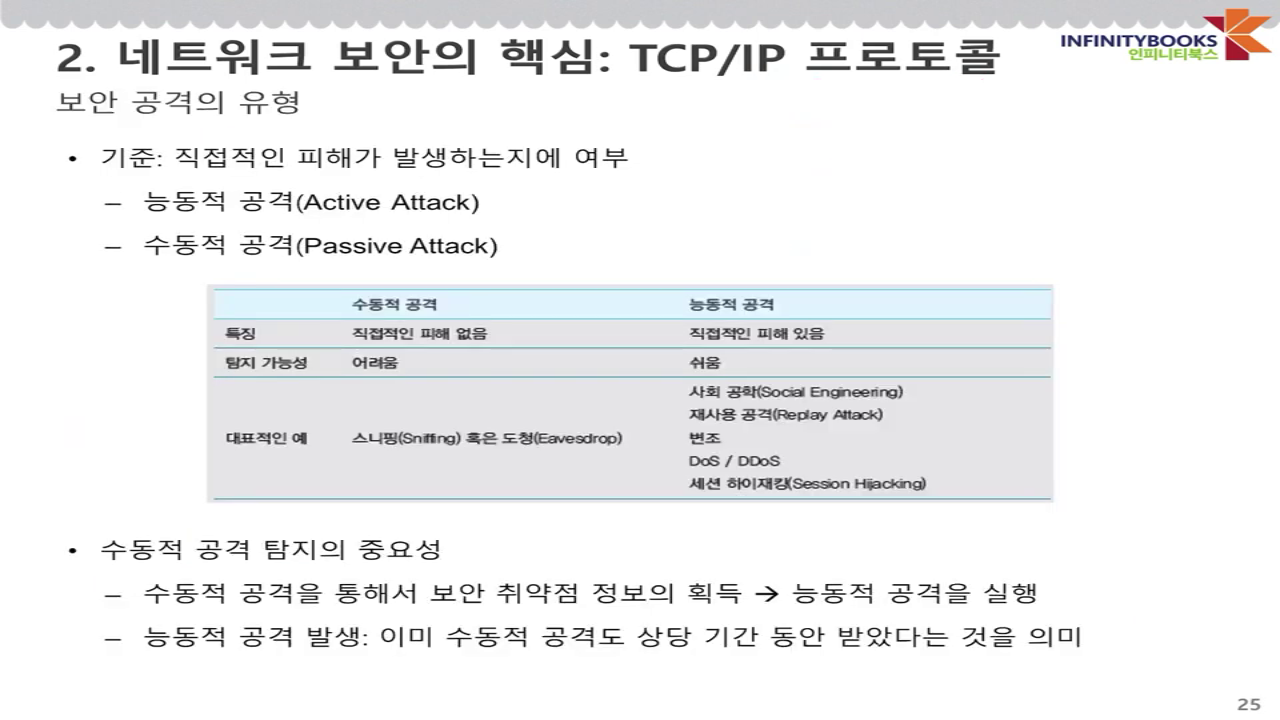 2. 네트워크 보안의 핵심: TCP/IP 프로토콜
INFINITYBOOKS
인피니티북스
보안 공격의 유형
• 기준: 직접적인 피해가 발생하는지에 여부
– 능동적 공격(Active Attack)
– 수동적 공격(Passive Attack)
수동적 공격 능동적 공격
특징 직접적인 피해 없음 직접적인 피해 있음
탐지 가능성 어려움 쉬움
대표적인 예 스니핑(Sniffing) 혹은 도청(Eavesdrop)
사회 공학(Social Engineering)
재사용 공격(Replay Attack)
변조
DoS / DDoS
세션 하이재킹(Session Hijacking)
• 수동적 공격 탐지의 중요성
– 수동적 공격을 통해서 보안 취약점 정보의 획득 → 능동적 공격을 실행
– 능동적 공격 발생: 이미 수동적 공격도 상당 기간 동안 받았다는 것을 의미
25